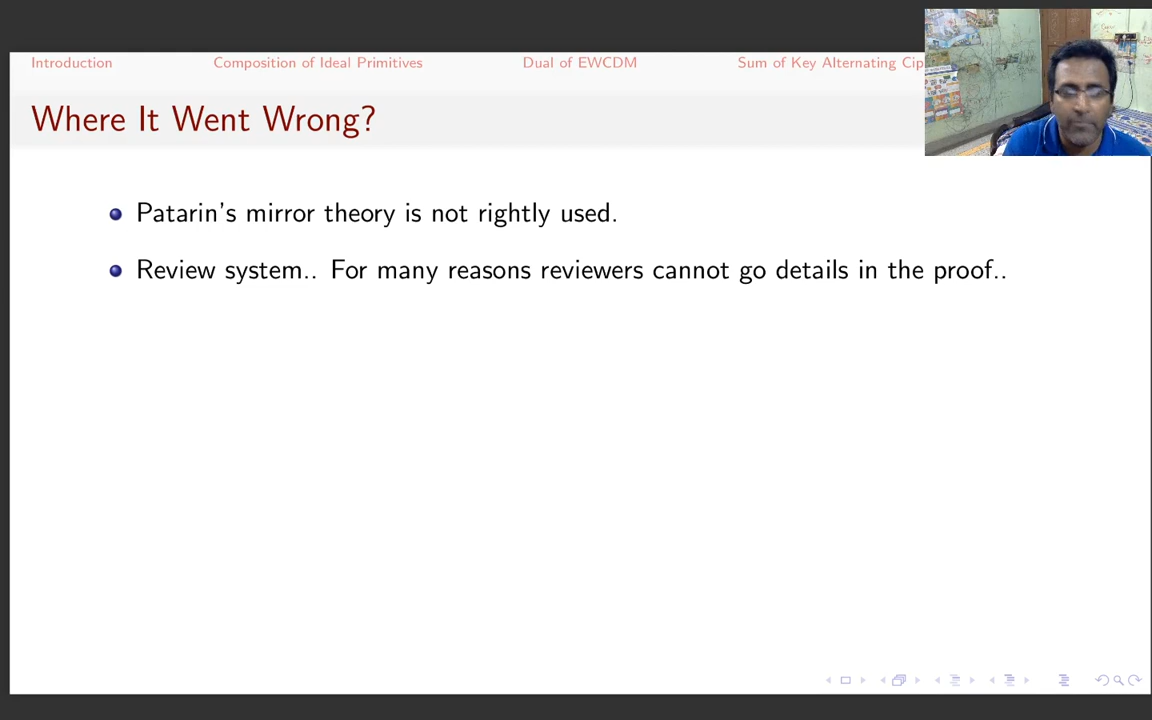 Introduction Composition of Ideal Primitives Dual of EWCDM Sum of Key Alternating Cip
Where It Went Wrong?
Patarin's mirror theory is not rightly used.
Review system.. For many reasons reviewers cannot go details in the proof..